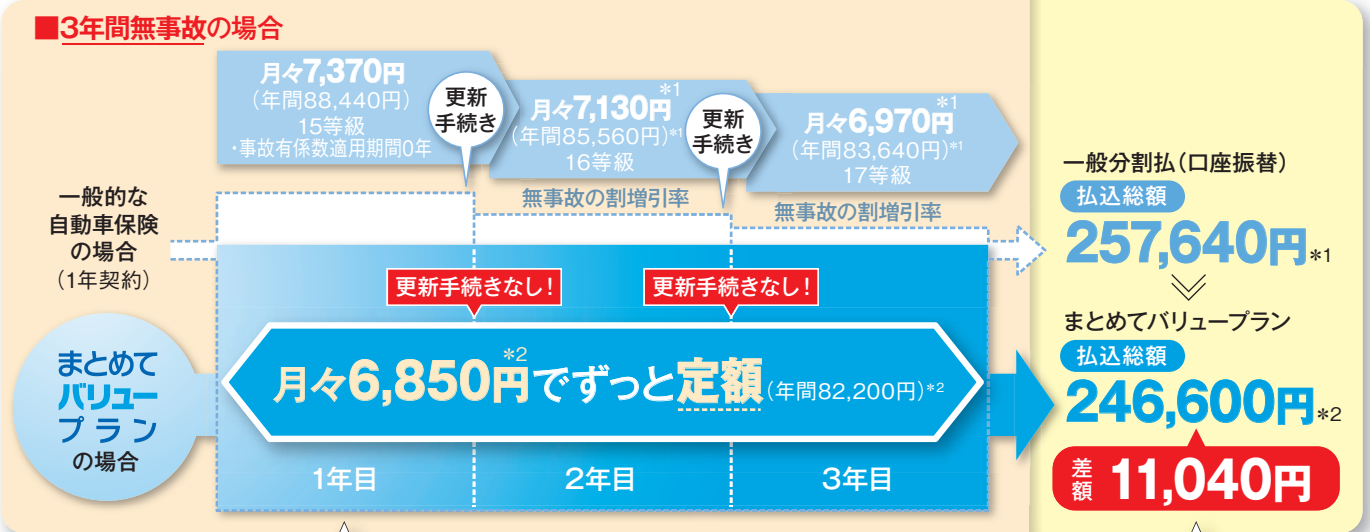 ■3年間無事故の場合
月々7,370円
(年間88,440円)
15等級
・事故有係数適用期間0年
更新
手続き
月々7,130円*1
(年間85,560円)*1
16等級
無事故の割増引率
更新
手続き
月々6,970円*1
(年間83,640円)*1
17等級
無事故の割増引率
一般的な
自動車保険
の場合
(1年契約)
更新手続きなし!
更新手続きなし!
まとめて
バリュー
プラン
の場合
月々6,850円*2でずっと定額(年間82,200円)*2
1年目
2年目
3年目
一般分割払(口座振替)
払込総額
257,640円*1
まとめてバリュープラン
払込総額
246,600円*2
差額 11,040円